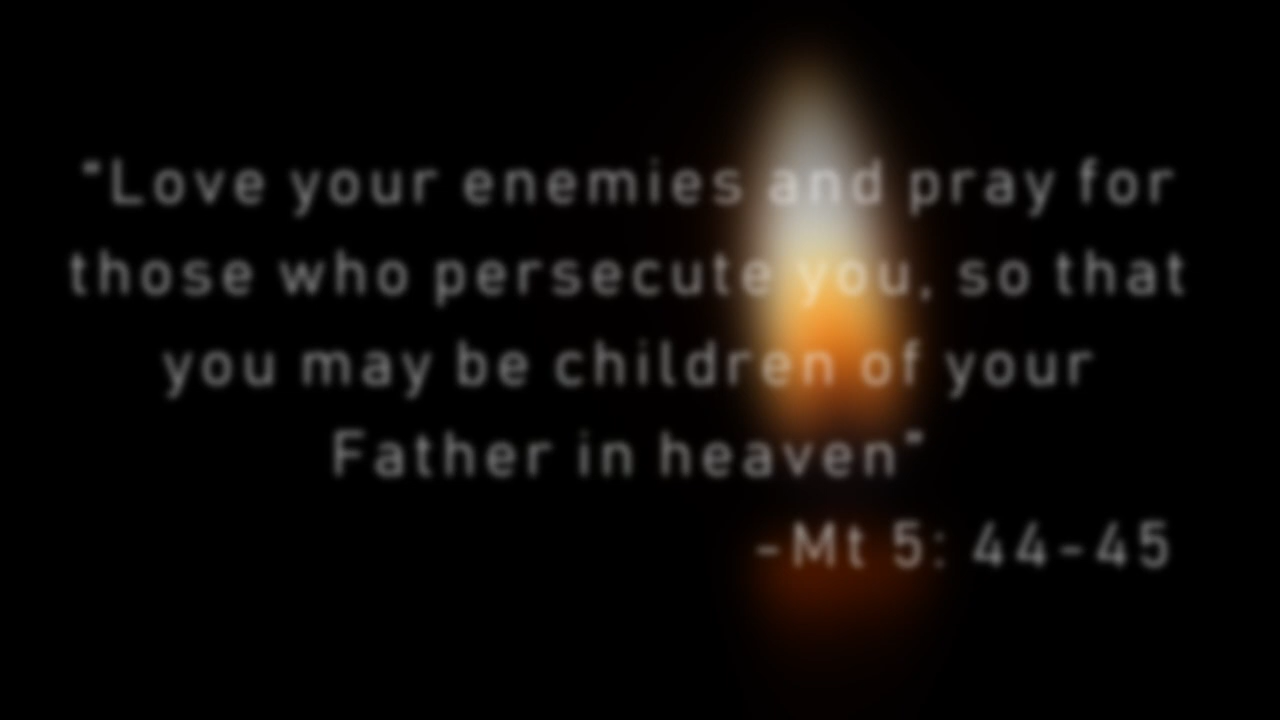 "Love your enemies and pray for
those who persecute you, so that
you may be children of your
Father in heaven"
-Mt 5: 44-45